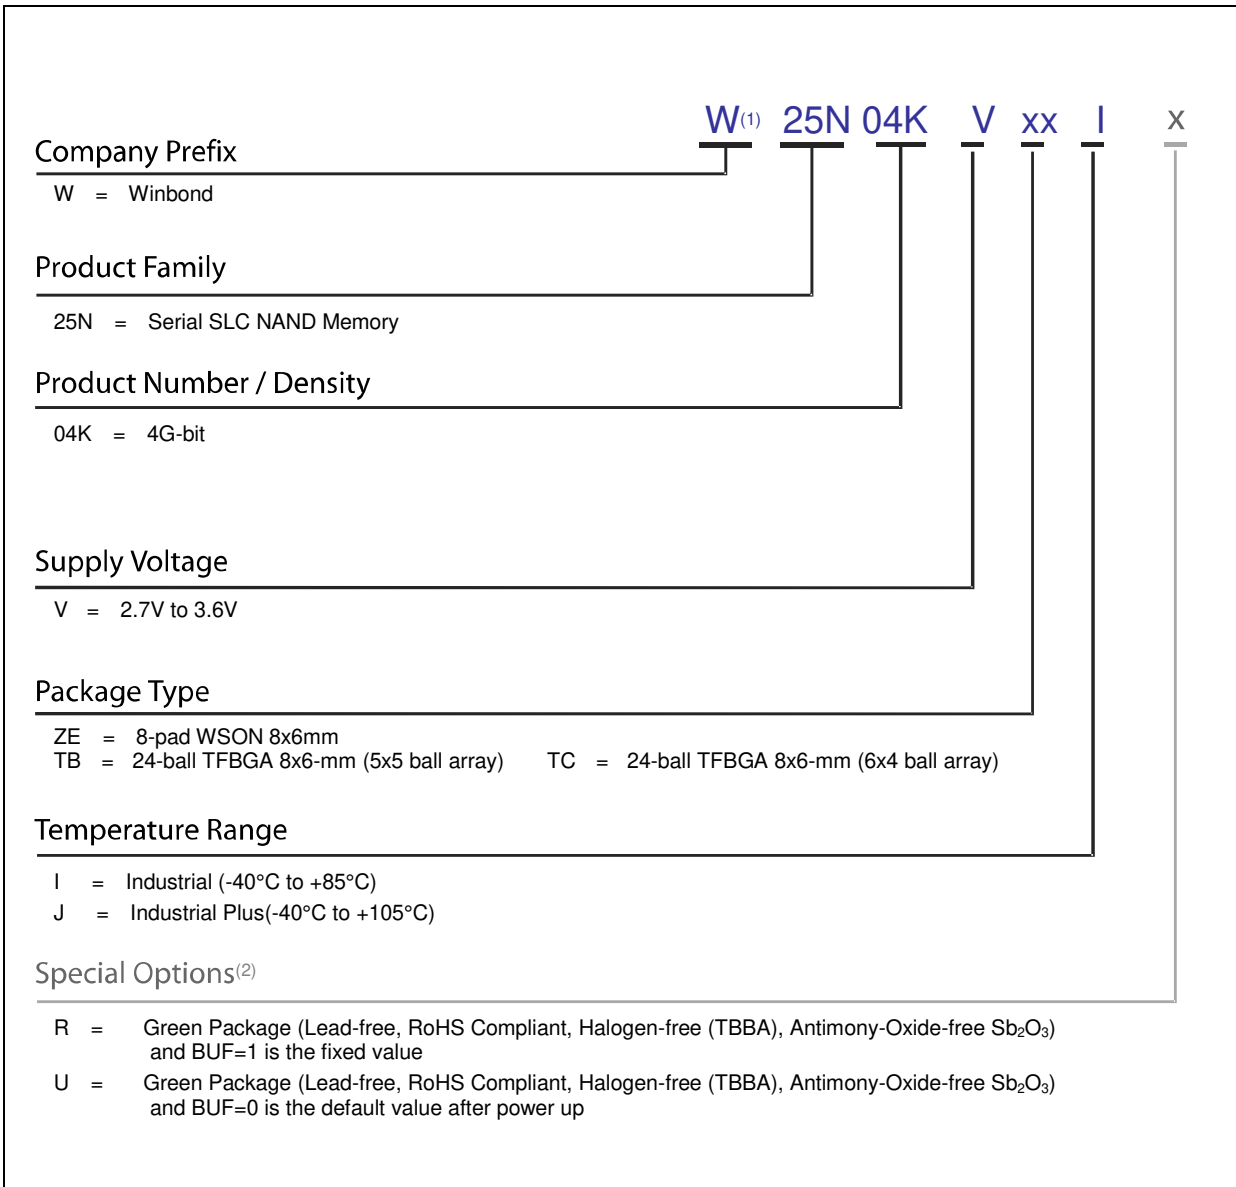 W(1) 25N 04K V xx I x
Company Prefix
W = Winbond
Product Family
25N = Serial SLC NAND Memory
Product Number / Density
04K = 4G-bit
Supply Voltage
V = 2.7V to 3.6V
Package Type
ZE = 8-pad WSON 8x6mm
TB = 24-ball TFBGA 8x6-mm (5x5 ball array) TC = 24-ball TFBGA 8x6-mm (6x4 ball array)
Temperature Range
I = Industrial (-40°C to +85°C)
J = Industrial Plus(-40°C to +105°C)
Special Options(2)
R = Green Package (Lead-free, RoHS Compliant, Halogen-free (TBBA), Antimony-Oxide-free Sb₂O₃)
and BUF=1 is the fixed value
U = Green Package (Lead-free, RoHS Compliant, Halogen-free (TBBA), Antimony-Oxide-free Sb₂O₃)
and BUF=0 is the default value after power up